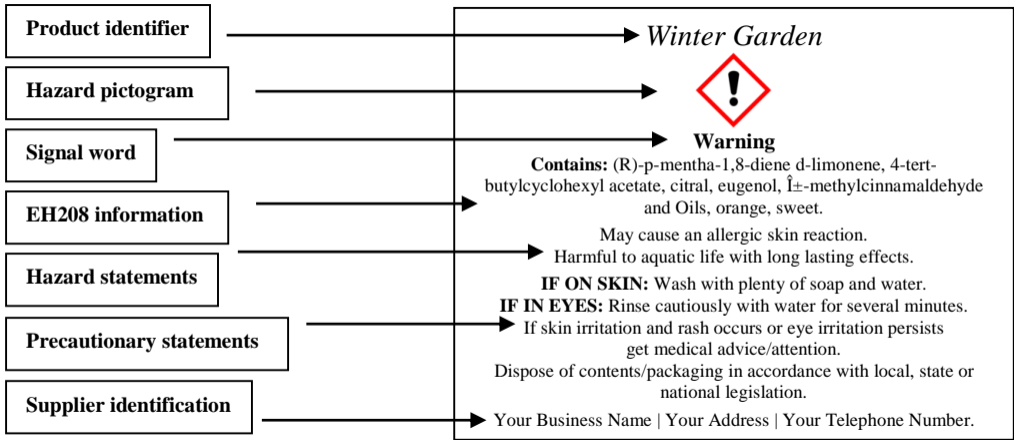 Product identifier
Hazard pictogram
Signal word
EH208 information
Hazard statements
Precautionary statements
Supplier identification
Winter Garden
Warning
Contains: (R)-p-mentha-1,8-diene d-limonene, 4-tert-
butylcyclohexyl acetate, citral, eugenol, Î±-methylcinnamaldehyde
and Oils, orange, sweet.
May cause an allergic skin reaction.
Harmful to aquatic life with long lasting effects.
IF ON SKIN: Wash with plenty of soap and water.
IF IN EYES: Rinse cautiously with water for several minutes.
If skin irritation and rash occurs or eye irritation persists
get medical advice/attention.
Dispose of contents/packaging in accordance with local, state or
national legislation.
Your Business Name | Your Address | Your Telephone Number.